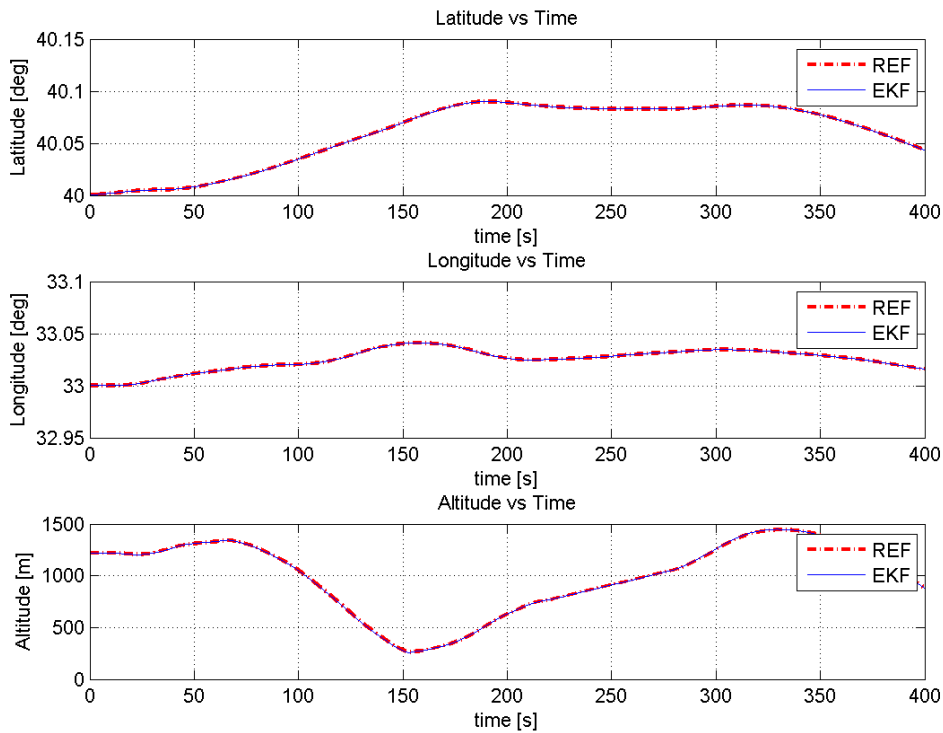 Latitude vs Time
40.15
40.1
40.05
40
Latitude [deg]
REF
EKF
0 50 100 150 200 250 300 350 400
time [s]
Longitude vs Time
33.1
33.05
33
32.95
Longitude [deg]
REF
EKF
0 50 100 150 200 250 300 350 400
time [s]
Altitude vs Time
1500
1000
500
0
Altitude [m]
REF
EKF
0 50 100 150 200 250 300 350 400
time [s]